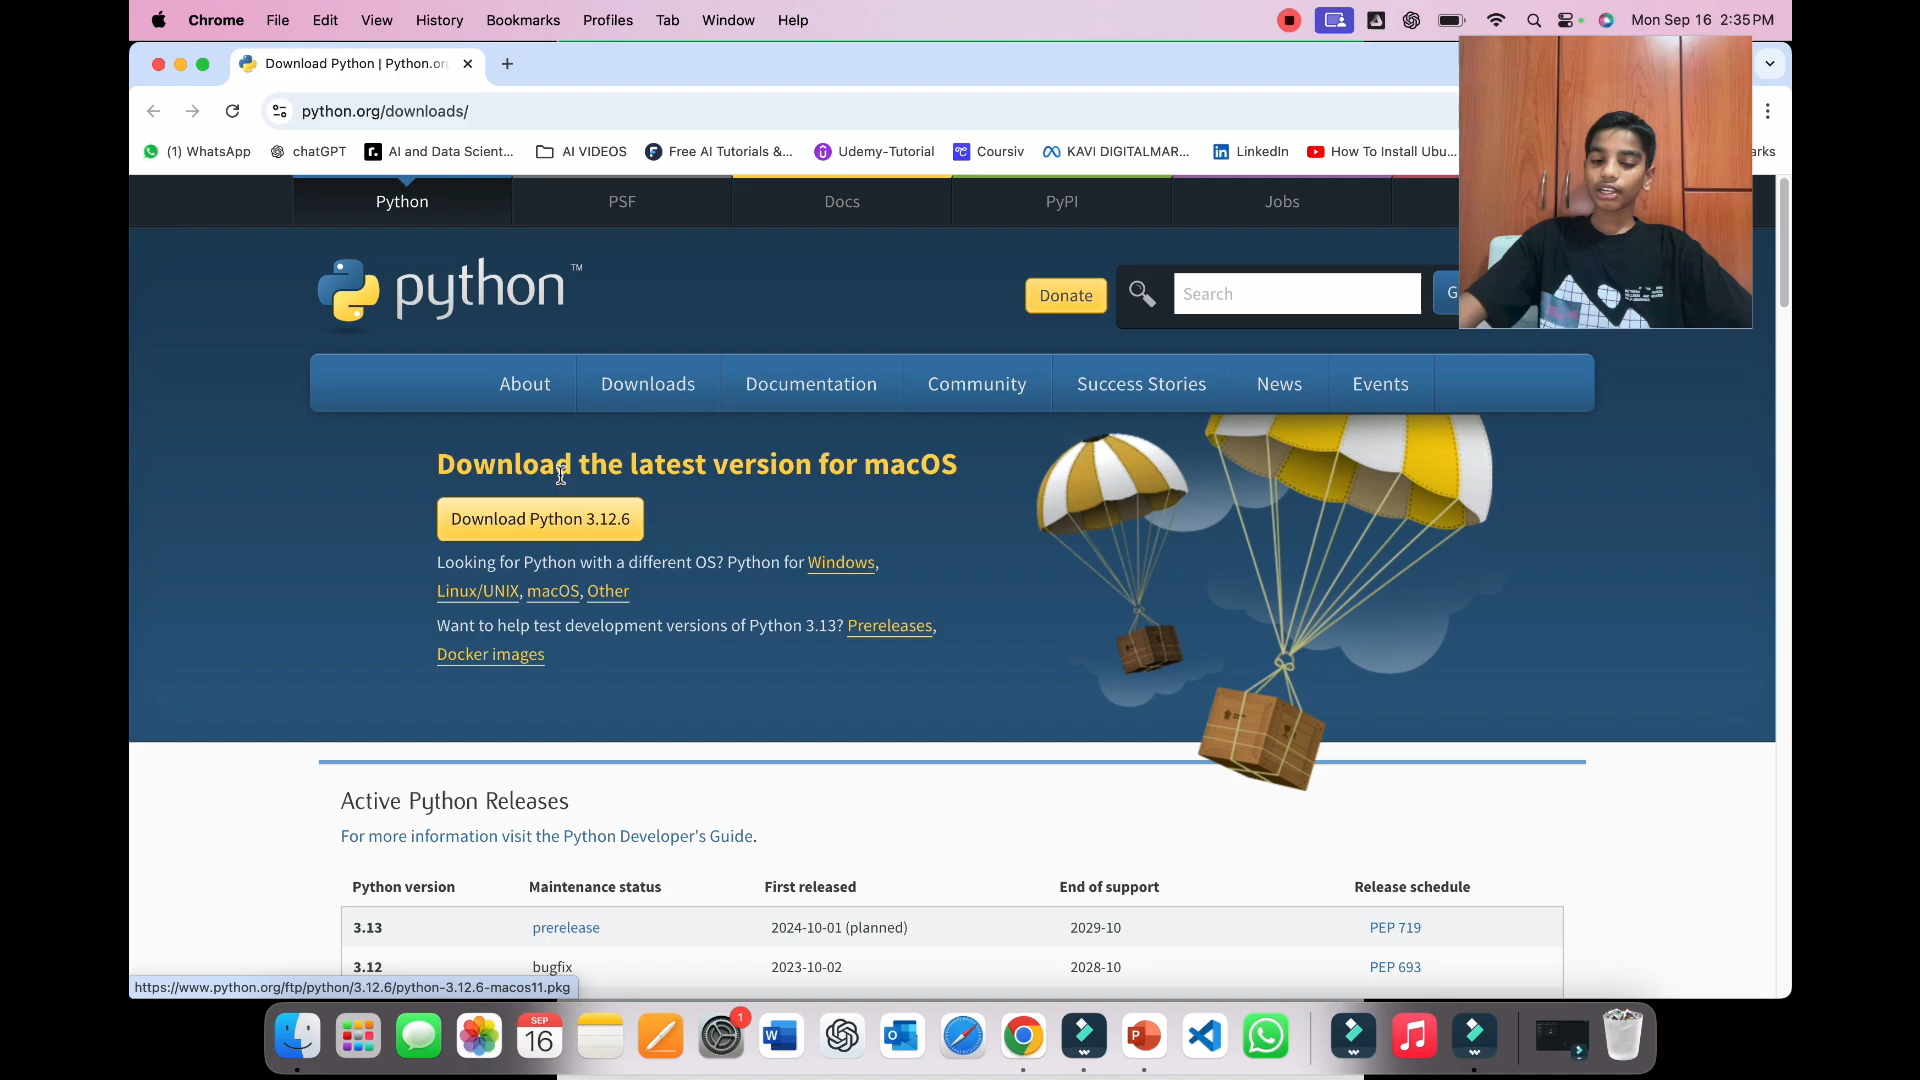 Chrome File Edit View History Bookmarks Profiles Tab Window Help Mon Sep 16 2:35 PM
Download Python | Python.or
python.org/downloads/
(1) WhatsApp chatGPT AI and Data Scient... AI VIDEOS Free AI Tutorials &... Udemy-Tutorial Coursiv KAVI DIGITALMAR... LinkedIn How To Install Ubu... arks
Python PSF Docs PyPI Jobs
python™
Donate Search G
About Downloads Documentation Community Success Stories News Events
Download the latest version for macOS
Download Python 3.12.6
Looking for Python with a different OS? Python for Windows,
Linux/UNIX, macOS, Other
Want to help test development versions of Python 3.13? Prereleases,
Docker images
Active Python Releases
For more information visit the Python Developer's Guide.
Python version Maintenance status First released End of support Release schedule
3.13 prerelease 2024-10-01 (planned) 2029-10 PEP 719
3.12 bugfix 2023-10-02 2028-10 PEP 693
https://www.python.org/ftp/python/3.12.6/python-3.12.6-macos11.pkg
SEP
16
1